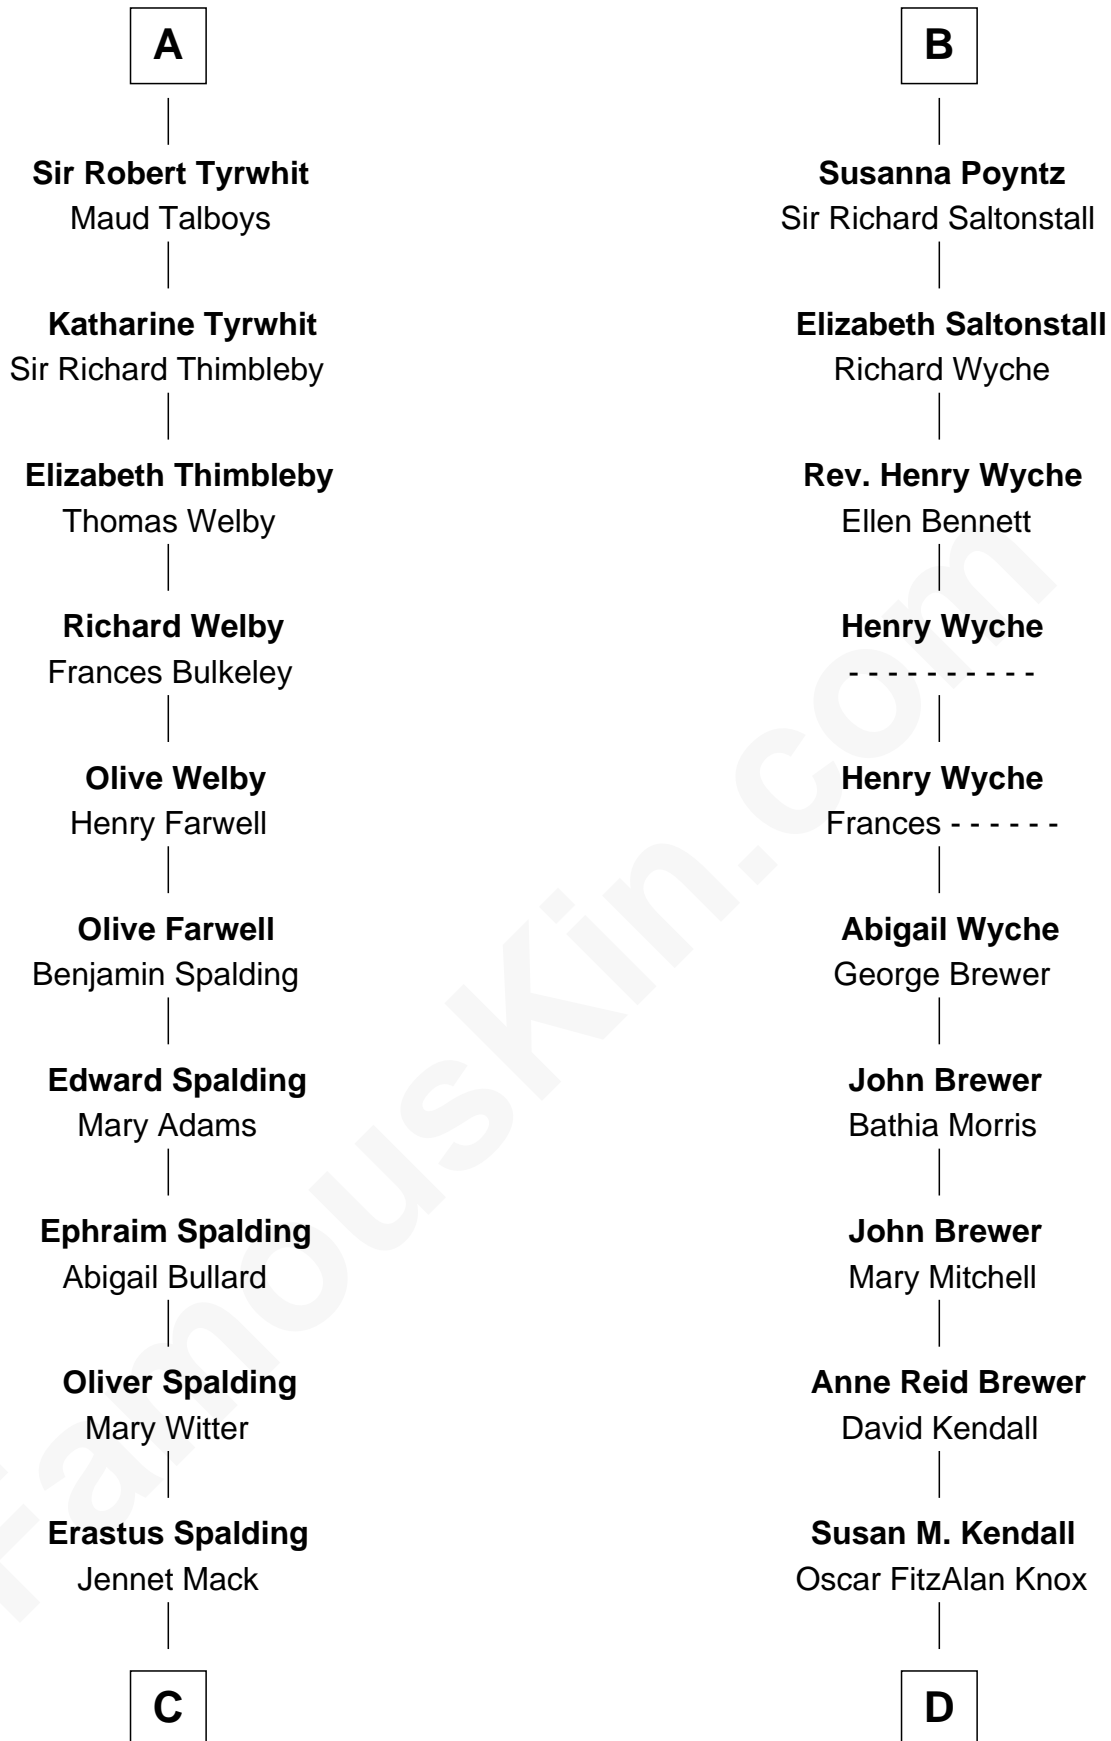 A
Sir Robert Tyrwhit
Maud Talboys
Katharine Tyrwhit
Sir Richard Thimbleby
Elizabeth Thimbleby
Thomas Welby
Richard Welby
Frances Bulkeley
Olive Welby
Henry Farwell
Olive Farwell
Benjamin Spalding
Edward Spalding
Mary Adams
Ephraim Spalding
Abigail Bullard
Oliver Spalding
Mary Witter
Erastus Spalding
Jennet Mack
C
B
Susanna Poyntz
Sir Richard Saltonstall
Elizabeth Saltonstall
Richard Wyche
Rev. Henry Wyche
Ellen Bennett
Henry Wyche
- - - - - - - - - -
Henry Wyche
Frances - - - - - -
Abigail Wyche
George Brewer
John Brewer
Bathia Morris
John Brewer
Mary Mitchell
Anne Reid Brewer
David Kendall
Susan M. Kendall
Oscar FitzAlan Knox
D
FamousKin.com